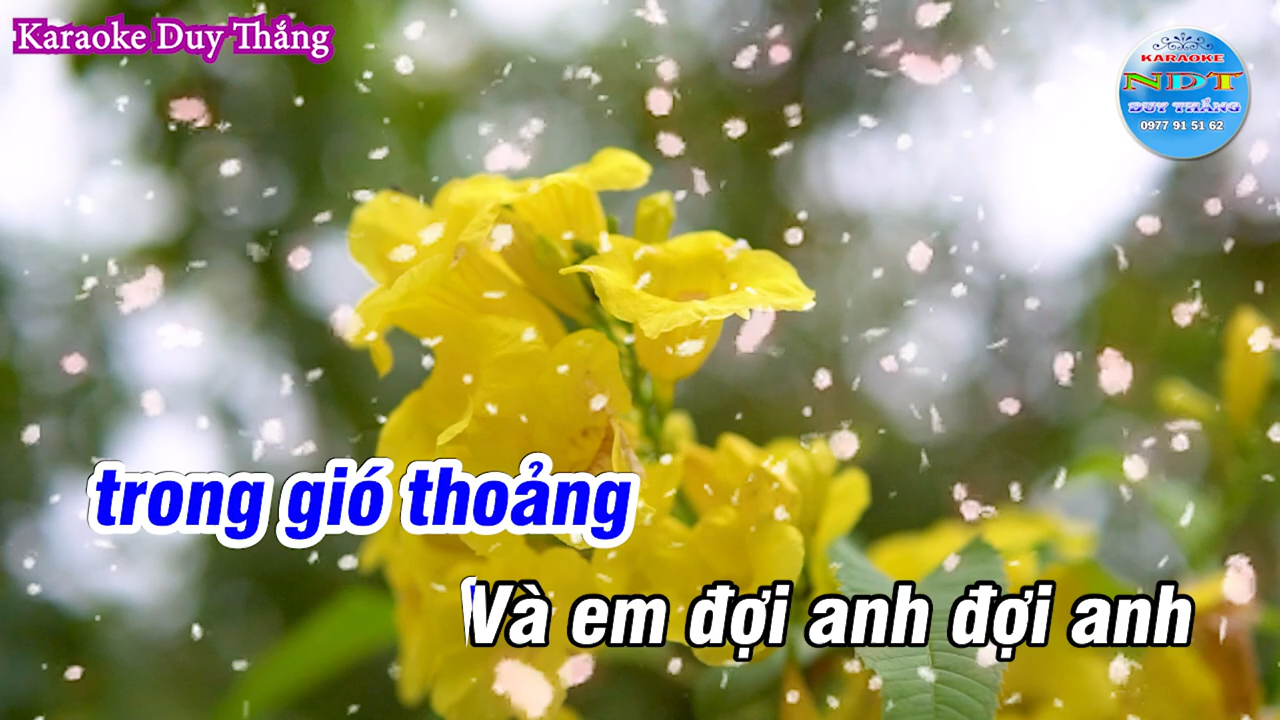 Karaoke Duy Thắng
KARAOKE
NDT
DUY THẮNG
0977 91 51 62
trong gió thoảng
Và em đợi anh đợi anh